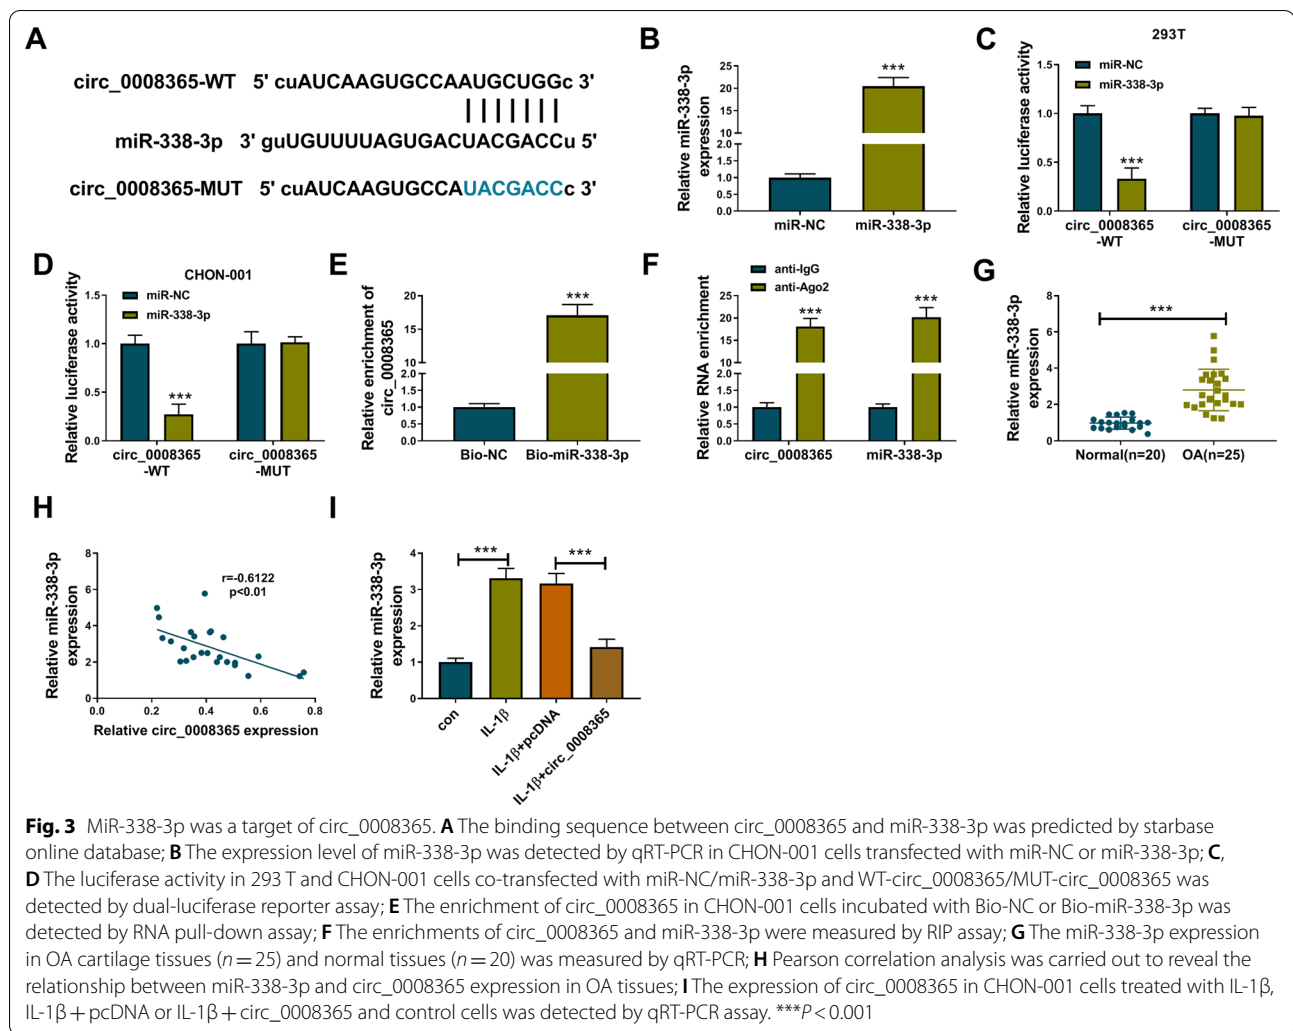 A
circ_0008365-WT 5' cuAUCAAGUGCCAAUGCUGGc 3'
miR-338-3p 3' guUGUUUUAGUGACUACGACCu 5'
circ_0008365-MUT 5' cuAUCAAGUGCCAUACGACCc 3'
B
Relative miR-338-3p
expression
25
20
15
10
2.0
1.5
1.0
0.5
0.0
***
miR-NC miR-338-3p
C
293T
miR-NC
miR-338-3p
Relative luciferase activity
1.5
1.0
0.5
0.0
***
circ_0008365 circ_0008365
-WT -MUT
D
CHON-001
miR-NC
miR-338-3p
Relative luciferase activity
1.5
1.0
0.5
0.0
***
circ_0008365 circ_0008365
-WT -MUT
E
Relative enrichment of
circ_0008365
20
15
10
2.0
1.5
1.0
0.5
0.0
***
Bio-NC Bio-miR-338-3p
F
anti-IgG
anti-Ago2
Relative RNA enrichment
25
20
15
10
2.0
1.5
1.0
0.5
0.0
*** ***
circ_0008365 miR-338-3p
G
Relative miR-338-3p
expression
8
6
4
2
0
***
Normal(n=20) OA(n=25)
H
Relative miR-338-3p
expression
8
6
4
2
0
r=-0.6122
p<0.01
0.0 0.2 0.4 0.6 0.8
Relative circ_0008365 expression
I
Relative miR-338-3p
expression
4
3
2
1
0
*** ***
con
IL-1β
IL-1β+pcDNA
IL-1β+circ_0008365
Fig. 3 MiR-338-3p was a target of circ_0008365. A The binding sequence between circ_0008365 and miR-338-3p was predicted by starbase
online database; B The expression level of miR-338-3p was detected by qRT-PCR in CHON-001 cells transfected with miR-NC or miR-338-3p; C,
D The luciferase activity in 293 T and CHON-001 cells co-transfected with miR-NC/miR-338-3p and WT-circ_0008365/MUT-circ_0008365 was
detected by dual-luciferase reporter assay; E The enrichment of circ_0008365 in CHON-001 cells incubated with Bio-NC or Bio-miR-338-3p was
detected by RNA pull-down assay; F The enrichments of circ_0008365 and miR-338-3p were measured by RIP assay; G The miR-338-3p expression
in OA cartilage tissues (n = 25) and normal tissues (n = 20) was measured by qRT-PCR; H Pearson correlation analysis was carried out to reveal the
relationship between miR-338-3p and circ_0008365 expression in OA tissues; I The expression of circ_0008365 in CHON-001 cells treated with IL-1β,
IL-1β + pcDNA or IL-1β + circ_0008365 and control cells was detected by qRT-PCR assay. ***P < 0.001